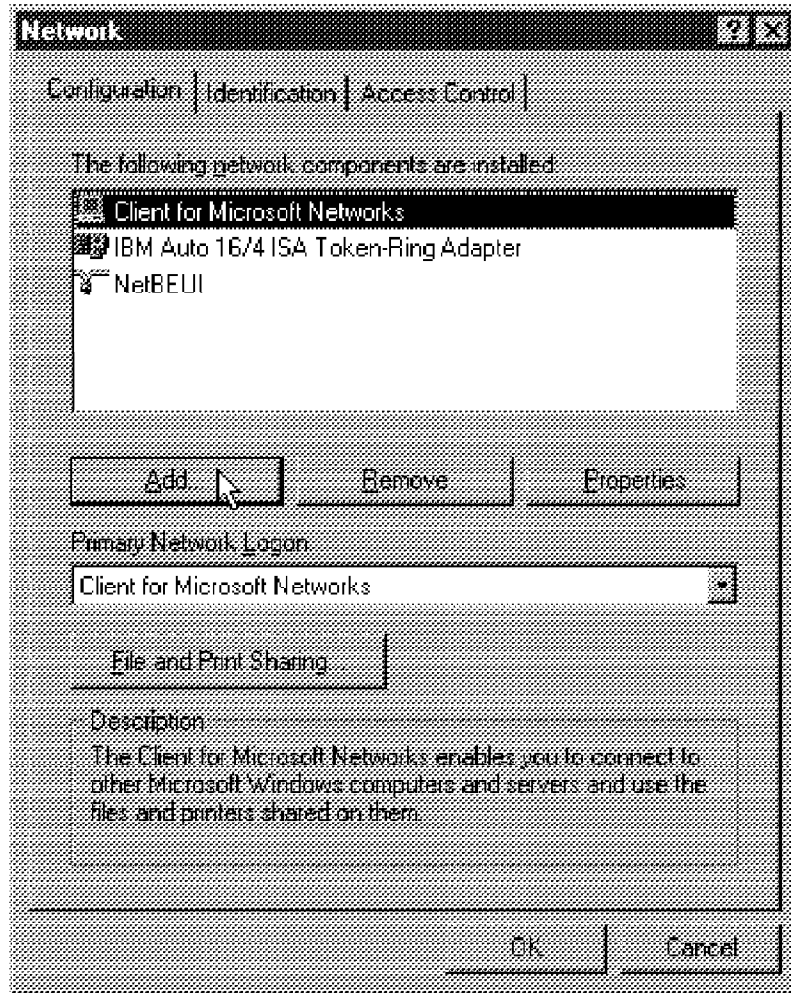 Network
Configuration Identification Access Control
The following network components are installed:
Client for Microsoft Networks
IBM Auto 16/4 ISA Token-Ring Adapter
NetBEUI
Add... Remove Properties
Primary Network Logon:
Client for Microsoft Networks
File and Print Sharing...
Description
The Client for Microsoft Networks enables you to connect to
other Microsoft Windows computers and servers and use the
files and printers shared on them.
OK Cancel